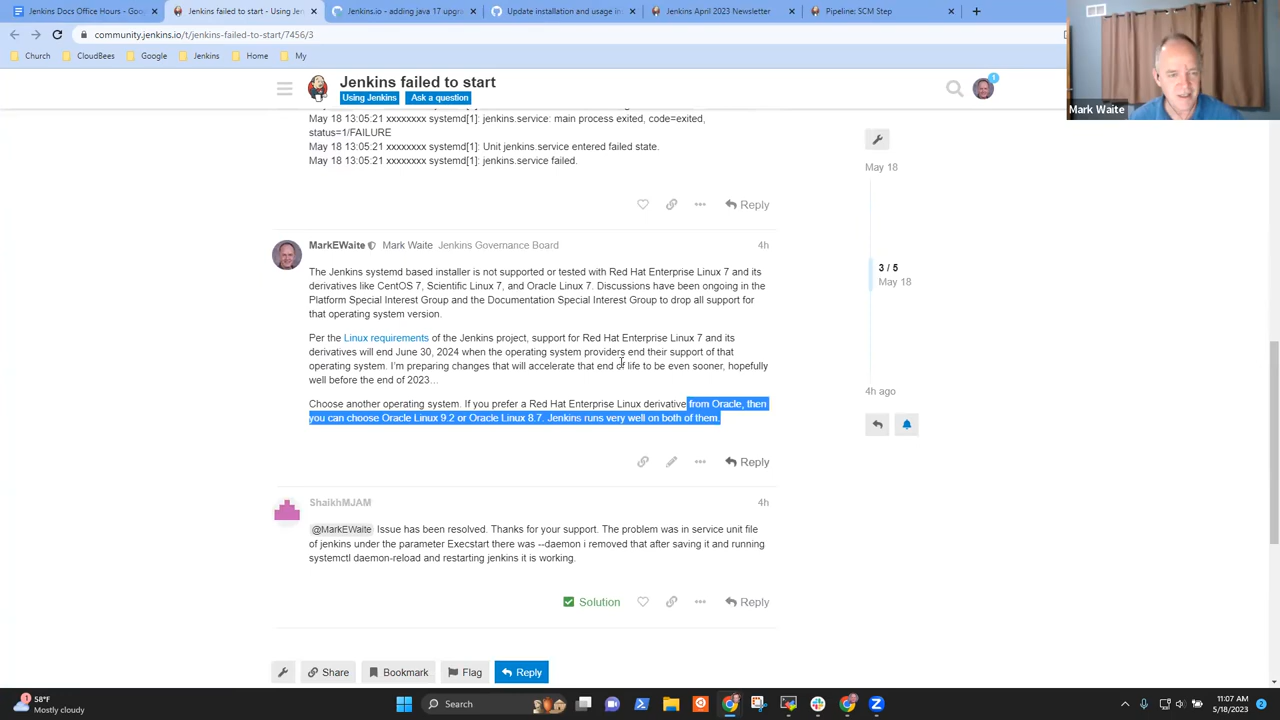 Docs Office Hours - Google Docs
Jenkins failed to start - Using Jen
Jenkins - adding java 17 upgra
Update installation and usage in
Jenkins April 2023 Newsletter
Pipeline: SCM Step
community.jenkins.io/t/jenkins-failed-to-start/7456/3
Church
CloudBees
Google
Jenkins
Home
My
Mark Waite
Jenkins failed to start
Using Jenkins
Ask a question
1
May 18 13:05:21 xxxxxxxx systemd[1]: jenkins.service: main process exited, code=exited,
status=1/FAILURE
May 18 13:05:21 xxxxxxxx systemd[1]: Unit jenkins.service entered failed state.
May 18 13:05:21 xxxxxxxx systemd[1]: jenkins.service failed.
Reply
MarkEWaite Mark Waite Jenkins Governance Board 4h
The Jenkins systemd based installer is not supported or tested with Red Hat Enterprise Linux 7 and its
derivatives like CentOS 7, Scientific Linux 7, and Oracle Linux 7. Discussions have been ongoing in the
Platform Special Interest Group and the Documentation Special Interest Group to drop all support for
that operating system version.
Per the Linux requirements of the Jenkins project, support for Red Hat Enterprise Linux 7 and its
derivatives will end June 30, 2024 when the operating system providers end their support of that
operating system. I'm preparing changes that will accelerate that end of life to be even sooner, hopefully
well before the end of 2023…
Choose another operating system. If you prefer a Red Hat Enterprise Linux derivative from Oracle, then
you can choose Oracle Linux 9.2 or Oracle Linux 8.7. Jenkins runs very well on both of them.
Reply
ShaikhMJAM 4h
@MarkEWaite Issue has been resolved. Thanks for your support. The problem was in service unit file
of jenkins under the parameter Execstart there was --daemon i removed that after saving it and running
systemctl daemon-reload and restarting jenkins it is working.
Solution
Reply
Share
Bookmark
Flag
Reply
May 18
3 / 5
May 18
4h ago
1
58°F
Mostly cloudy
Search
11:07 AM
5/18/2023
2